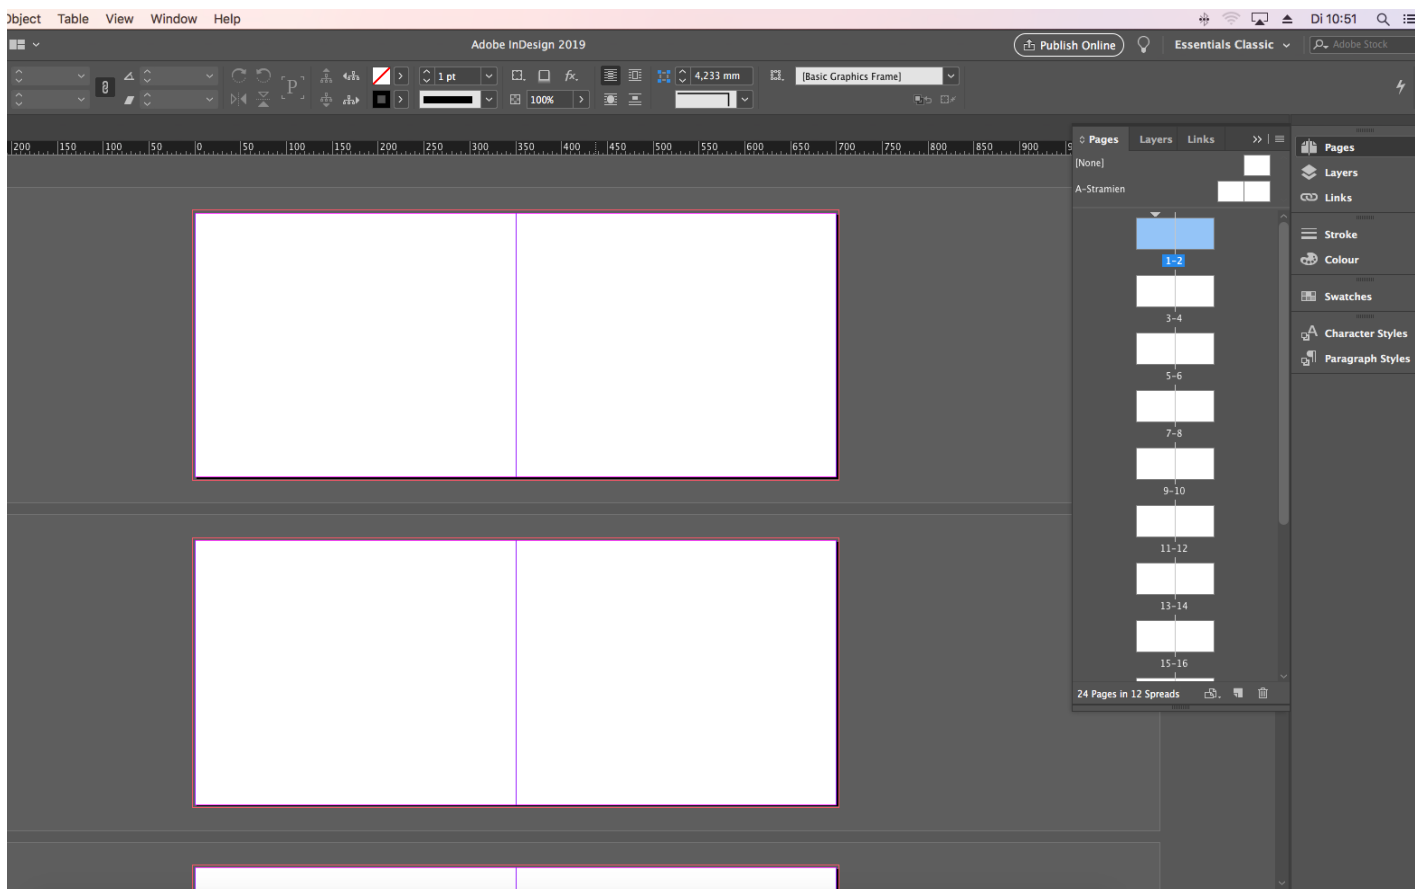 Object Table View Window Help Di 10:51
Adobe InDesign 2019 Publish Online Essentials Classic Adobe Stock
1 pt fx. 4,233 mm [Basic Graphics Frame]
P
100%
200 150 100 50 0 50 100 150 200 250 300 350 400 450 500 550 600 650 700 750 800 850 900
Pages Layers Links
[None]
A-Stramien
1-2
3-4
5-6
7-8
9-10
11-12
13-14
15-16
24 Pages in 12 Spreads
Pages
Layers
Links
Stroke
Colour
Swatches
Character Styles
Paragraph Styles